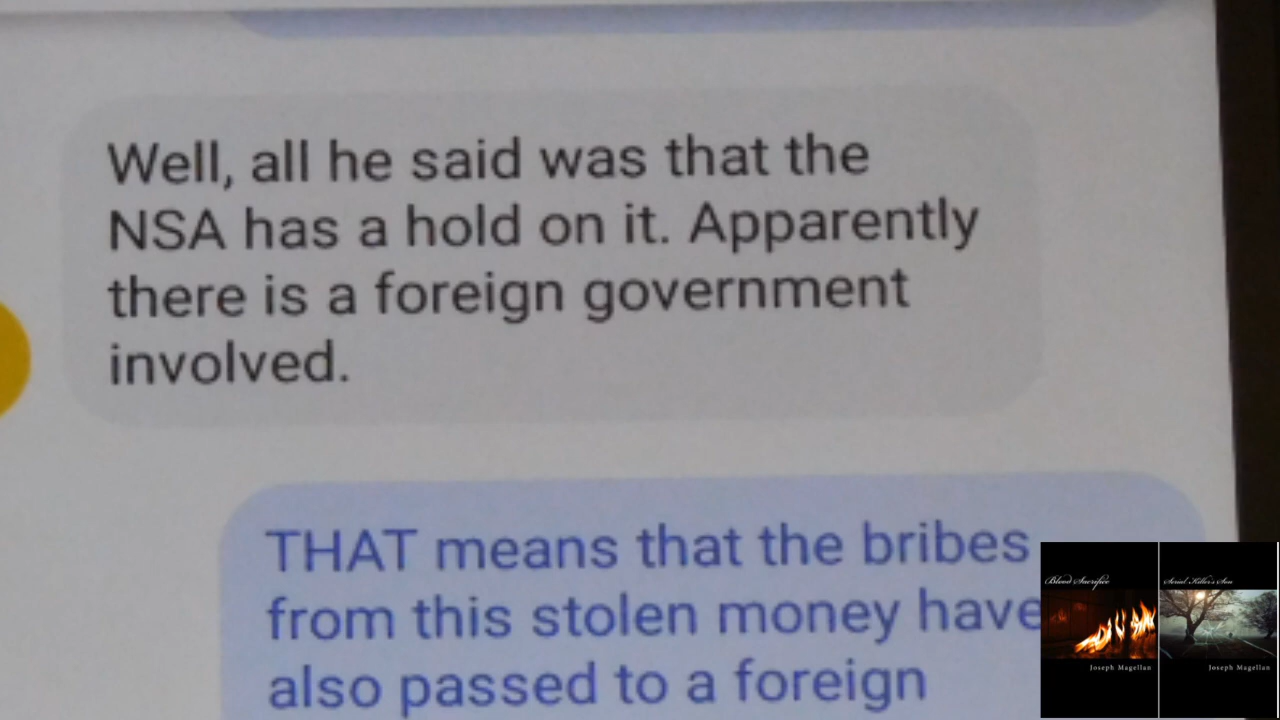 Well, all he said was that the
NSA has a hold on it. Apparently
there is a foreign government
involved.
THAT means that the bribes
from this stolen money have
also passed to a foreign
Blood Sacrifice
Joseph Magellan
Serial Killer's Son
Joseph Magellan